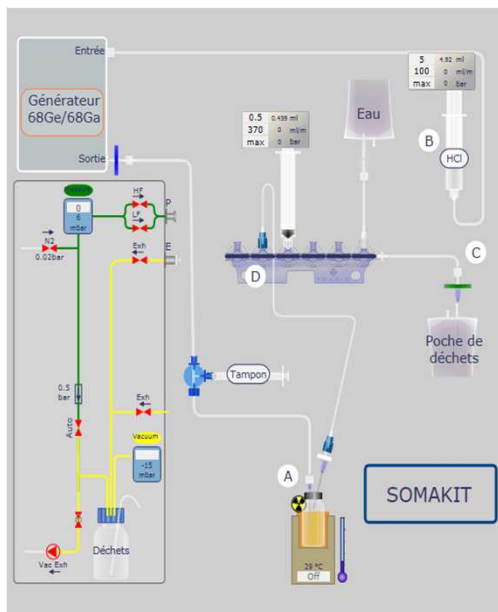 Entrée
Générateur
68Ge/68Ga
Sortie
5 4.92 ml
100 0 ml/m
max 0 bar
B
HCl
0.5 0.439 ml
370 0 ml/m
max 0 bar
Eau
0
6
mbar
HF
LF
P
N2
0.02bar
Exh
E
D
C
Poche de
déchets
0.5
bar
Auto
Tampon
Exh
Vacuum
-15
mbar
A
SOMAKIT
Déchets
Vac Exh
29 °C
Off